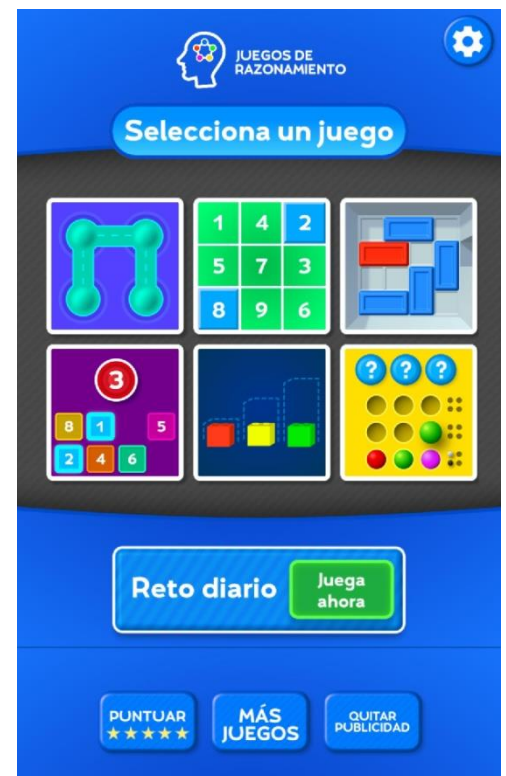 JUEGOS DE
RAZONAMIENTO
Selecciona un juego
1 4 2
5 7 3
8 9 6
3
8 1 5
2 4 6
? ? ?
Reto diario
Juega
ahora
PUNTUAR
MÁS
JUEGOS
QUITAR
PUBLICIDAD